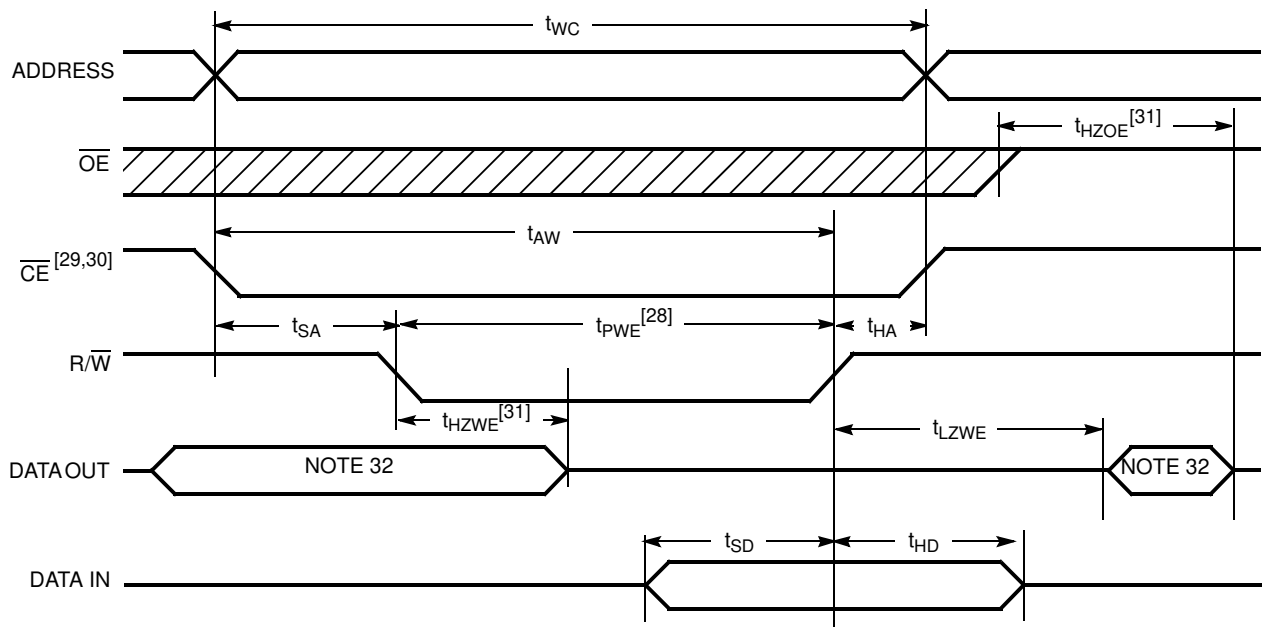 tWC
ADDRESS
tHZOE[31]
OE
tAW
CE [29,30]
tSA
tPWE[28]
tHA
R/W
tHZWE[31]
tLZWE
DATA OUT
NOTE 32
NOTE 32
tSD
tHD
DATA IN